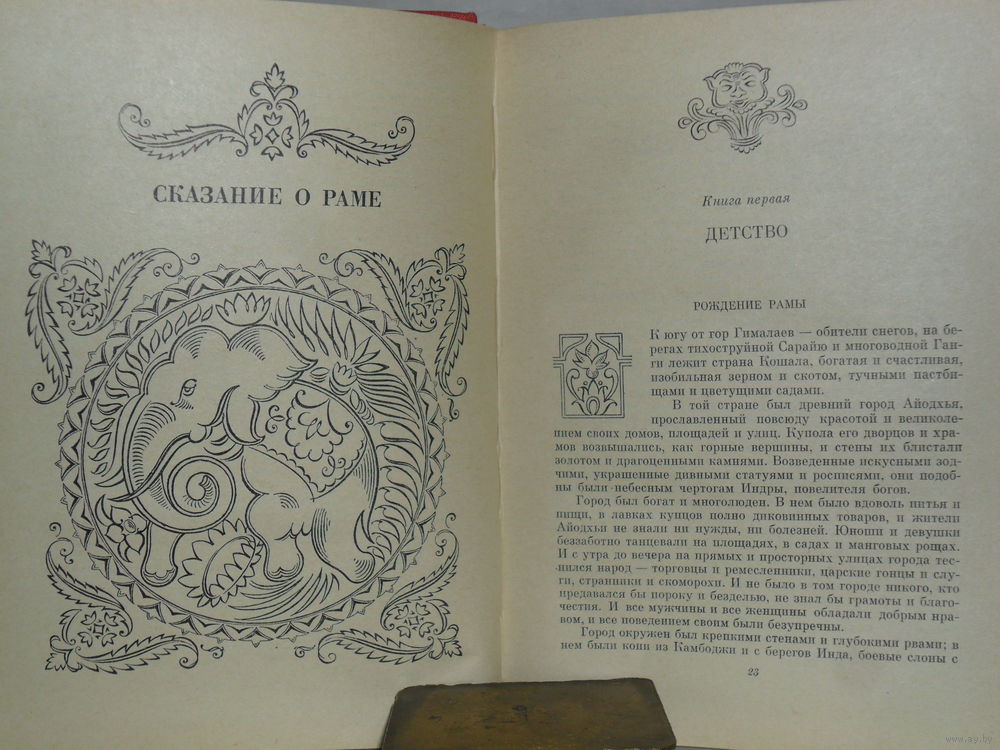 СКАЗАНИЕ О РАМЕ
Книга первая
ДЕТСТВО
РОЖДЕНИЕ РАМЫ
К югу от гор Гималаев — обители снегов, на бе-
регах тихоструйной Сарайю и многоводной Ган-
ги лежит страна Кошала, богатая и счастливая,
изобильная зерном и скотом, тучными пастби-
щами и цветущими садами.
В той стране был древний город Айодхья,
прославленный повсюду красотой и великоле-
пием своих домов, площадей и улиц. Купола его дворцов и хра-
мов возвышались, как горные вершины, и стены их блистали
золотом и драгоценными камнями. Возведенные искусными зод-
чими, украшенные дивными статуями и росписями, они подоб-
ны были небесным чертогам Индры, повелителя богов.
Город был богат и многолюден. В нем было вдоволь питья и
пищи, в лавках купцов полно диковинных товаров, и жители
Айодхьи не знали ни нужды, ни болезней. Юноши и девушки
беззаботно танцевали на площадях, в садах и манговых рощах.
И с утра до вечера на прямых и просторных улицах города тес-
нился народ — торговцы и ремесленники, царские гонцы и слу-
ги, странники и скоморохи. И не было в том городе никого, кто
предавался бы пороку и безделью, не знал бы грамоты и благо-
честия. И все мужчины и все женщины обладали добрым нра-
вом, и все поведением своим были безупречны.
Город окружен был крепкими стенами и глубокими рвами; в
нем были кони из Камбоджи и с берегов Инда, боевые слоны с
23
www.ay.by